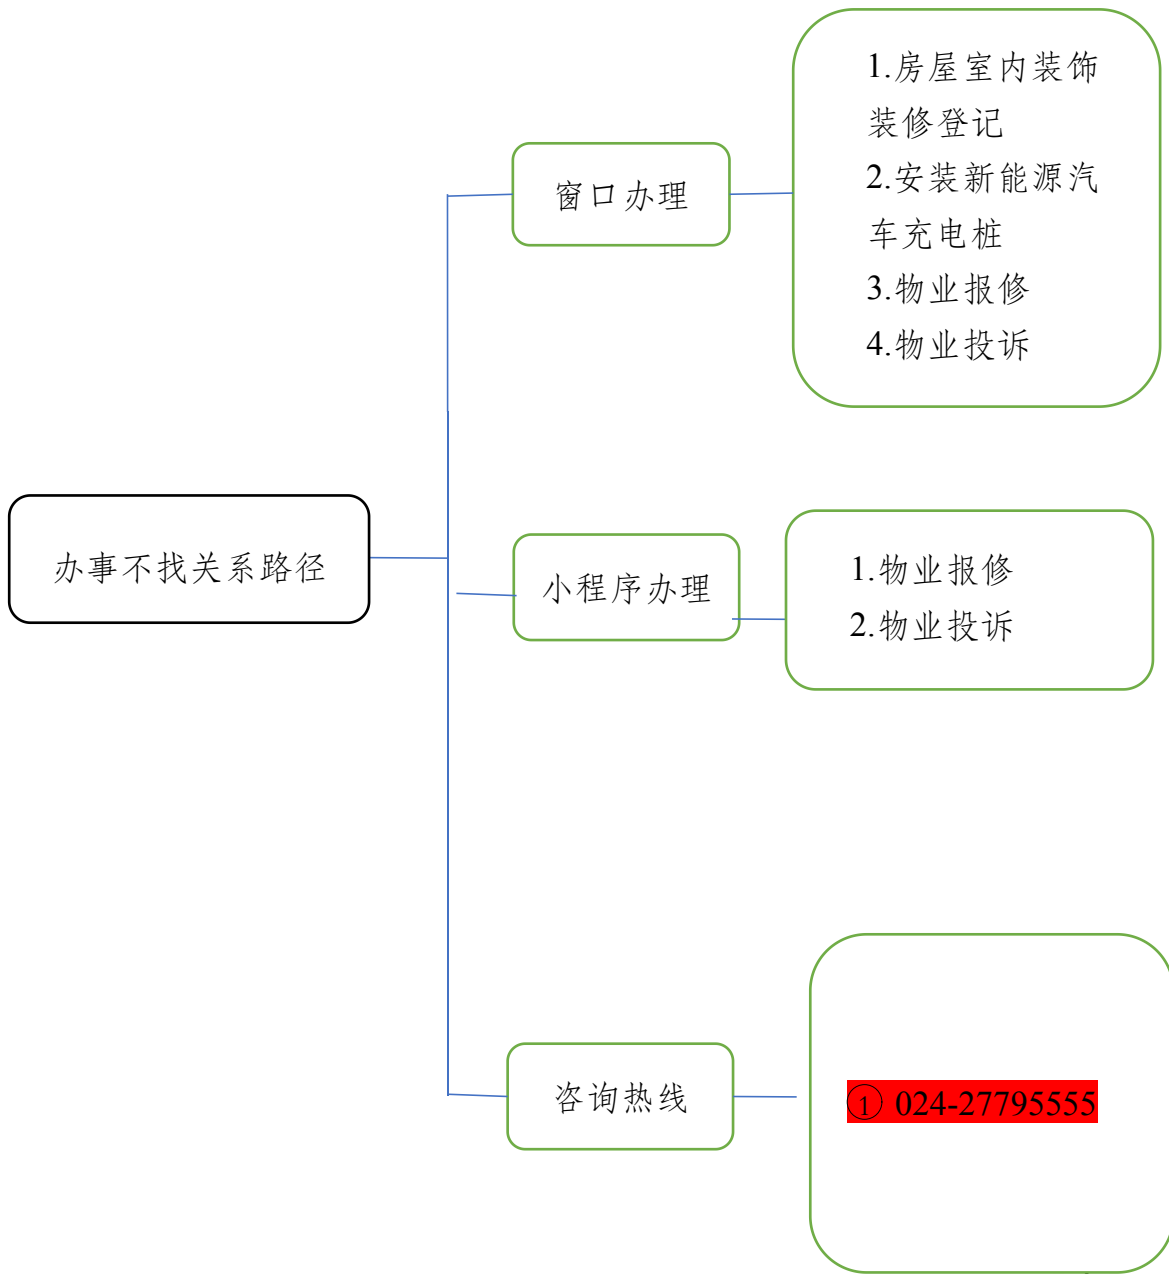 办事不找关系路径
窗口办理
1.房屋室内装饰
装修登记
2.安装新能源汽
车充电桩
3.物业报修
4.物业投诉
小程序办理
1.物业报修
2.物业投诉
咨询热线
① 024-27795555